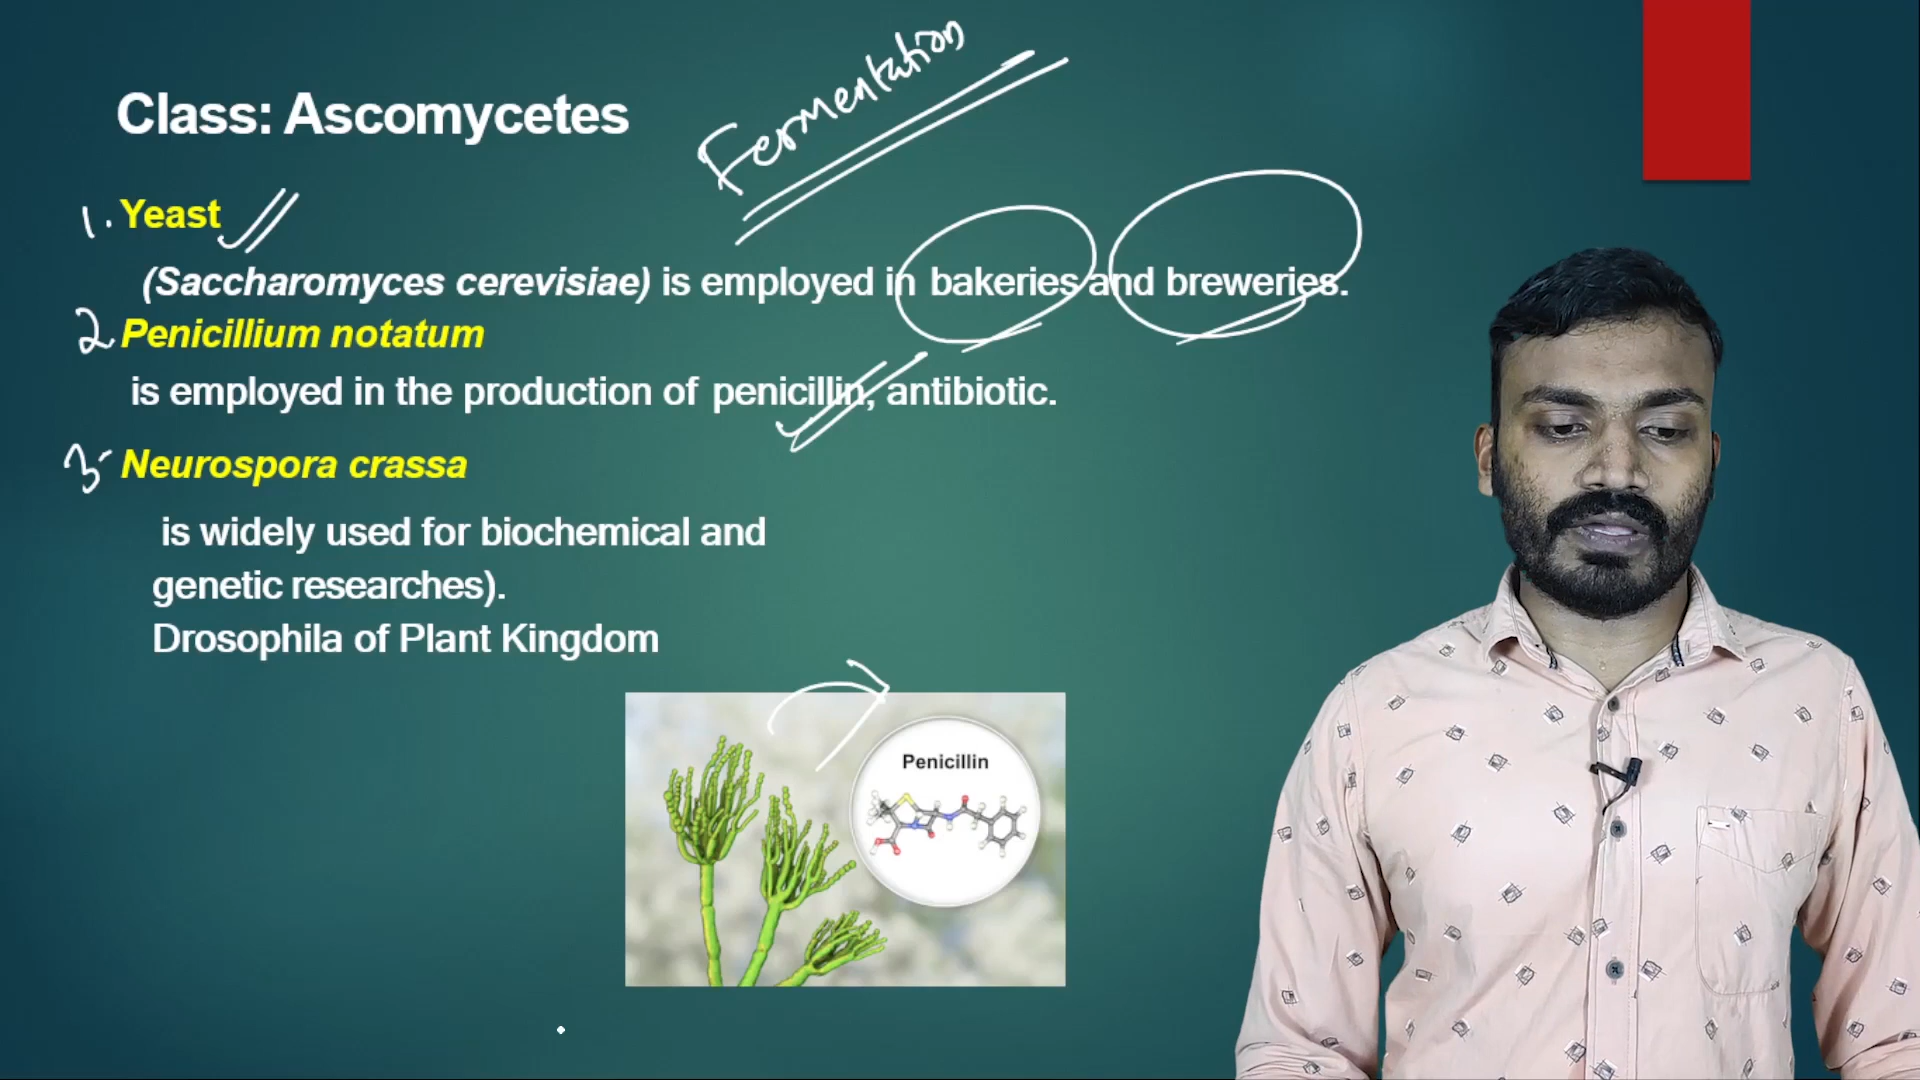 Class: Ascomycetes
Fermentation
1. Yeast
(Saccharomyces cerevisiae) is employed in bakeries and breweries.
2. Penicillium notatum
is employed in the production of penicillin, antibiotic.
3- Neurospora crassa
is widely used for biochemical and
genetic researches).
Drosophila of Plant Kingdom
Penicillin